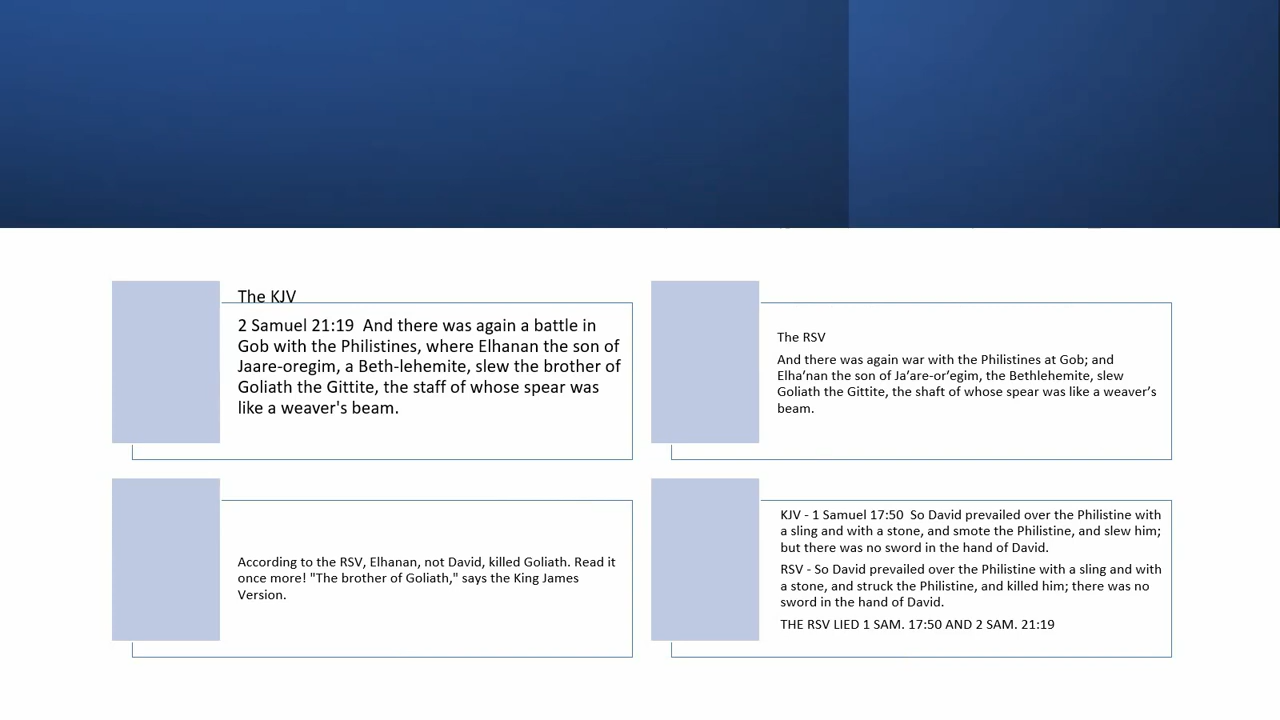 The KJV
2 Samuel 21:19  And there was again a battle in
Gob with the Philistines, where Elhanan the son of
Jaare-oregim, a Beth-lehemite, slew the brother of
Goliath the Gittite, the staff of whose spear was
like a weaver's beam.
The RSV
And there was again war with the Philistines at Gob; and
Elha’nan the son of Ja’are-or’egim, the Bethlehemite, slew
Goliath the Gittite, the shaft of whose spear was like a weaver’s
beam.
According to the RSV, Elhanan, not David, killed Goliath. Read it
once more! "The brother of Goliath," says the King James
Version.
KJV - 1 Samuel 17:50  So David prevailed over the Philistine with
a sling and with a stone, and smote the Philistine, and slew him;
but there was no sword in the hand of David.
RSV - So David prevailed over the Philistine with a sling and with
a stone, and struck the Philistine, and killed him; there was no
sword in the hand of David.
THE RSV LIED 1 SAM. 17:50 AND 2 SAM. 21:19